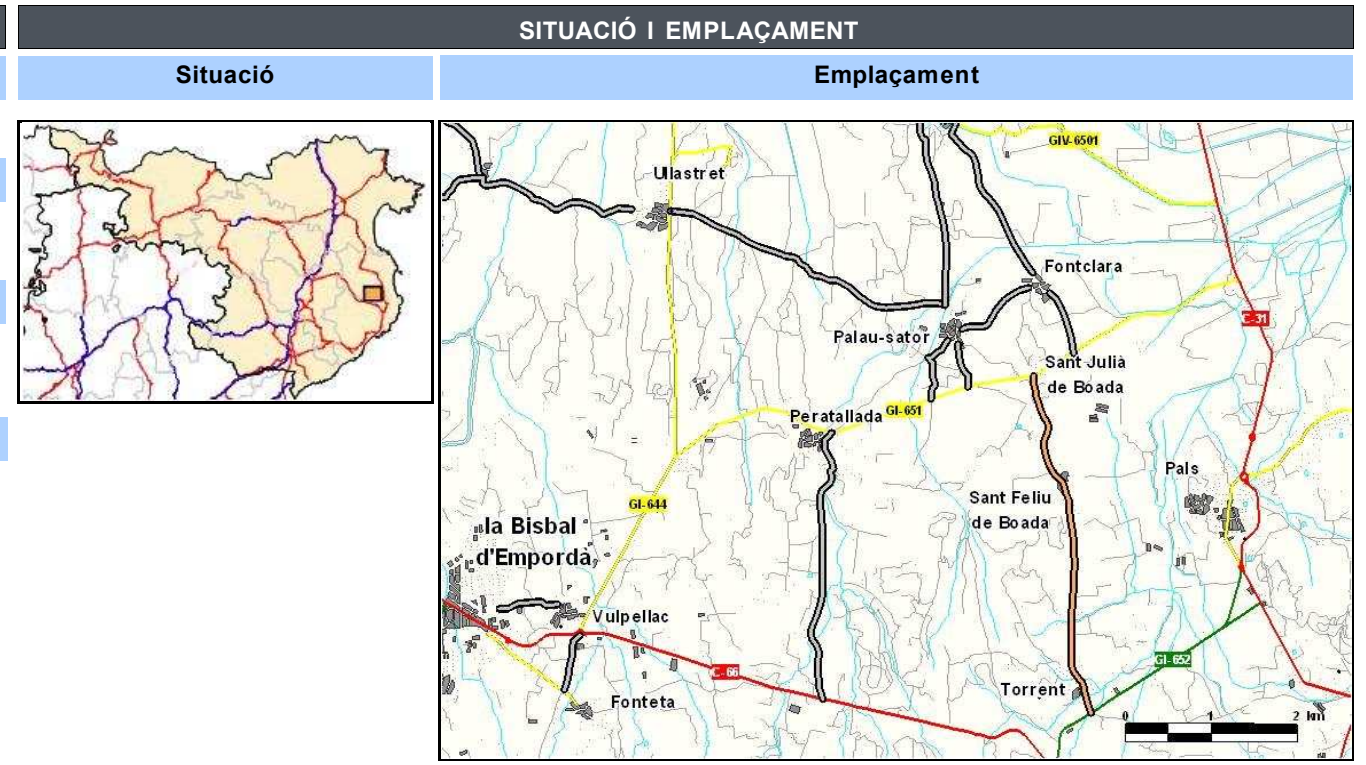 SITUACIÓ I EMPLAÇAMENT
Situació
Emplaçament
GIV-6501
Ullastret
Fontclara
C-31
Palau-sator
Sant Julià
de Boada
Peratallada
GI-651
Pals
GI-644
Sant Feliu
de Boada
la Bisbal
d'Empordà
Vulpellac
C-66
GI-652
Torrent
Fonteta
0 1 2 km